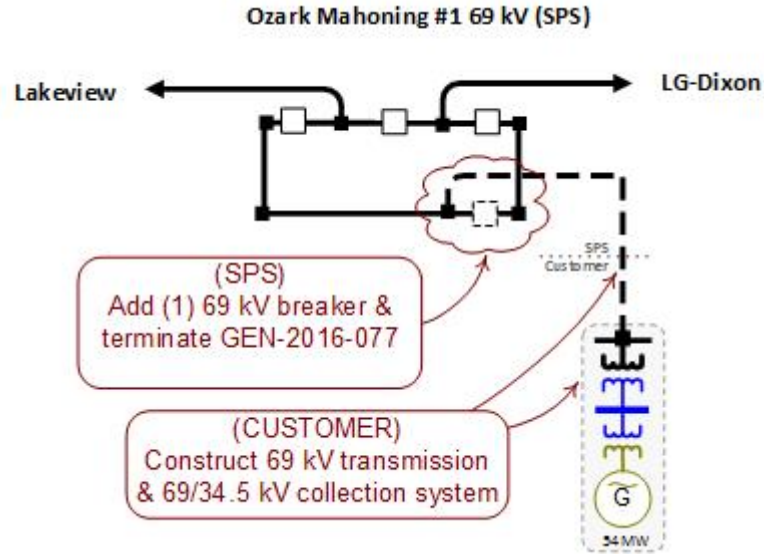 Ozark Mahoning #1 69 kV (SPS)
Lakeview
LG-Dixon
SPS
Customer
(SPS)
Add (1) 69 kV breaker &
terminate GEN-2016-077
(CUSTOMER)
Construct 69 kV transmission
& 69/34.5 kV collection system
G
34 MW